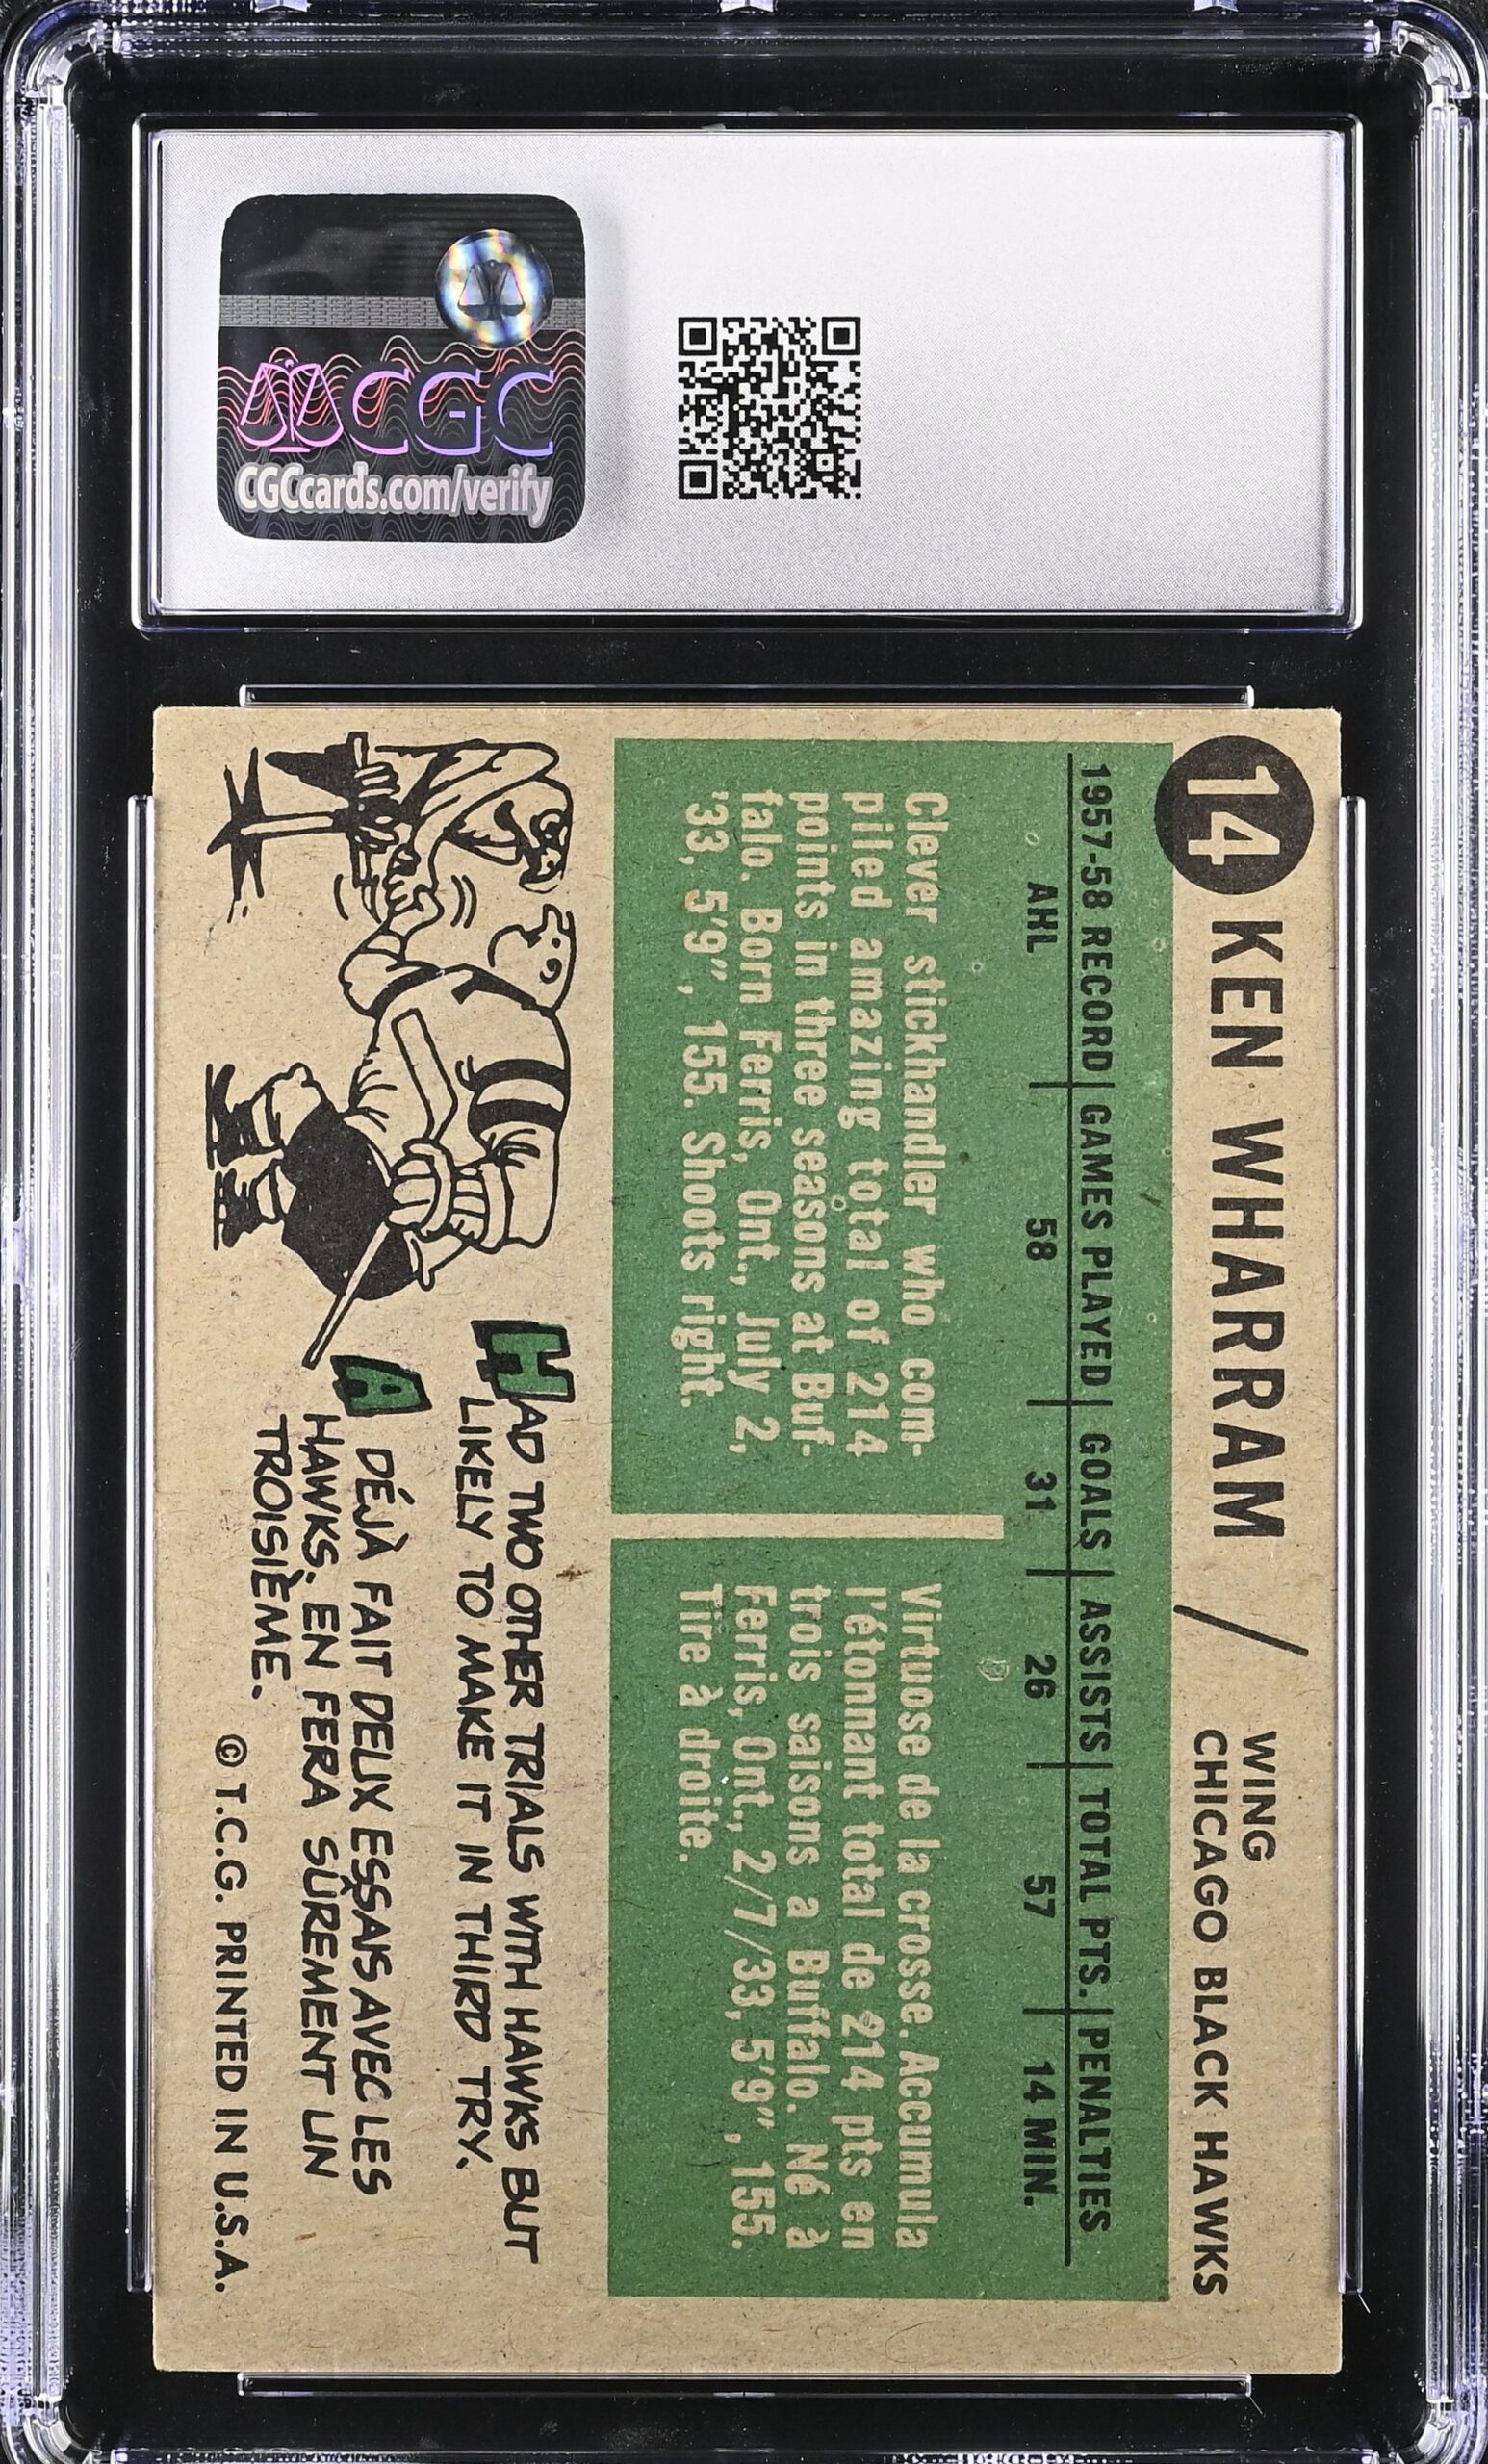 CGC
CGCcards.com/verify
14 KEN WHARRAM / WING
CHICAGO BLACK HAWKS
1957-58 RECORD | GAMES PLAYED | GOALS | ASSISTS | TOTAL PTS. | PENALTIES
AHL 58 31 26 57 14 MIN.
Clever stickhandler who com-
piled amazing total of 214
points in three seasons at Buf-
falo. Born Ferris, Ont., July 2,
'33, 5'9", 155. Shoots right.
Virtuose de la crosse. Accumula
l'étonnant total de 214 pts en
trois saisons a Buffalo. Né à
Ferris, Ont., 2/7/33, 5'9", 155.
Tire à droite.
HAD TWO OTHER TRIALS WITH HAWKS BUT
LIKELY TO MAKE IT IN THIRD TRY.
A DÉJÀ FAIT DEUX ESSAIS AVEC LES
HAWKS. EN FERA SÛREMENT UN
TROISIÈME.
© T.C.G. PRINTED IN U.S.A.